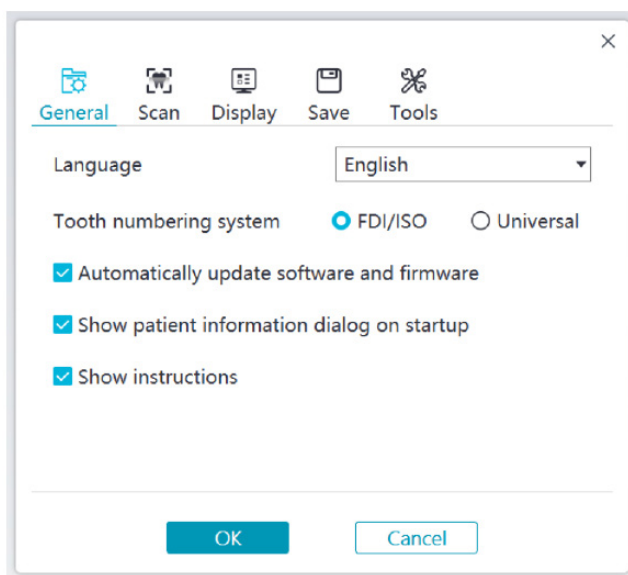 General Scan Display Save Tools
Language English
Tooth numbering system FDI/ISO Universal
Automatically update software and firmware
Show patient information dialog on startup
Show instructions
OK Cancel